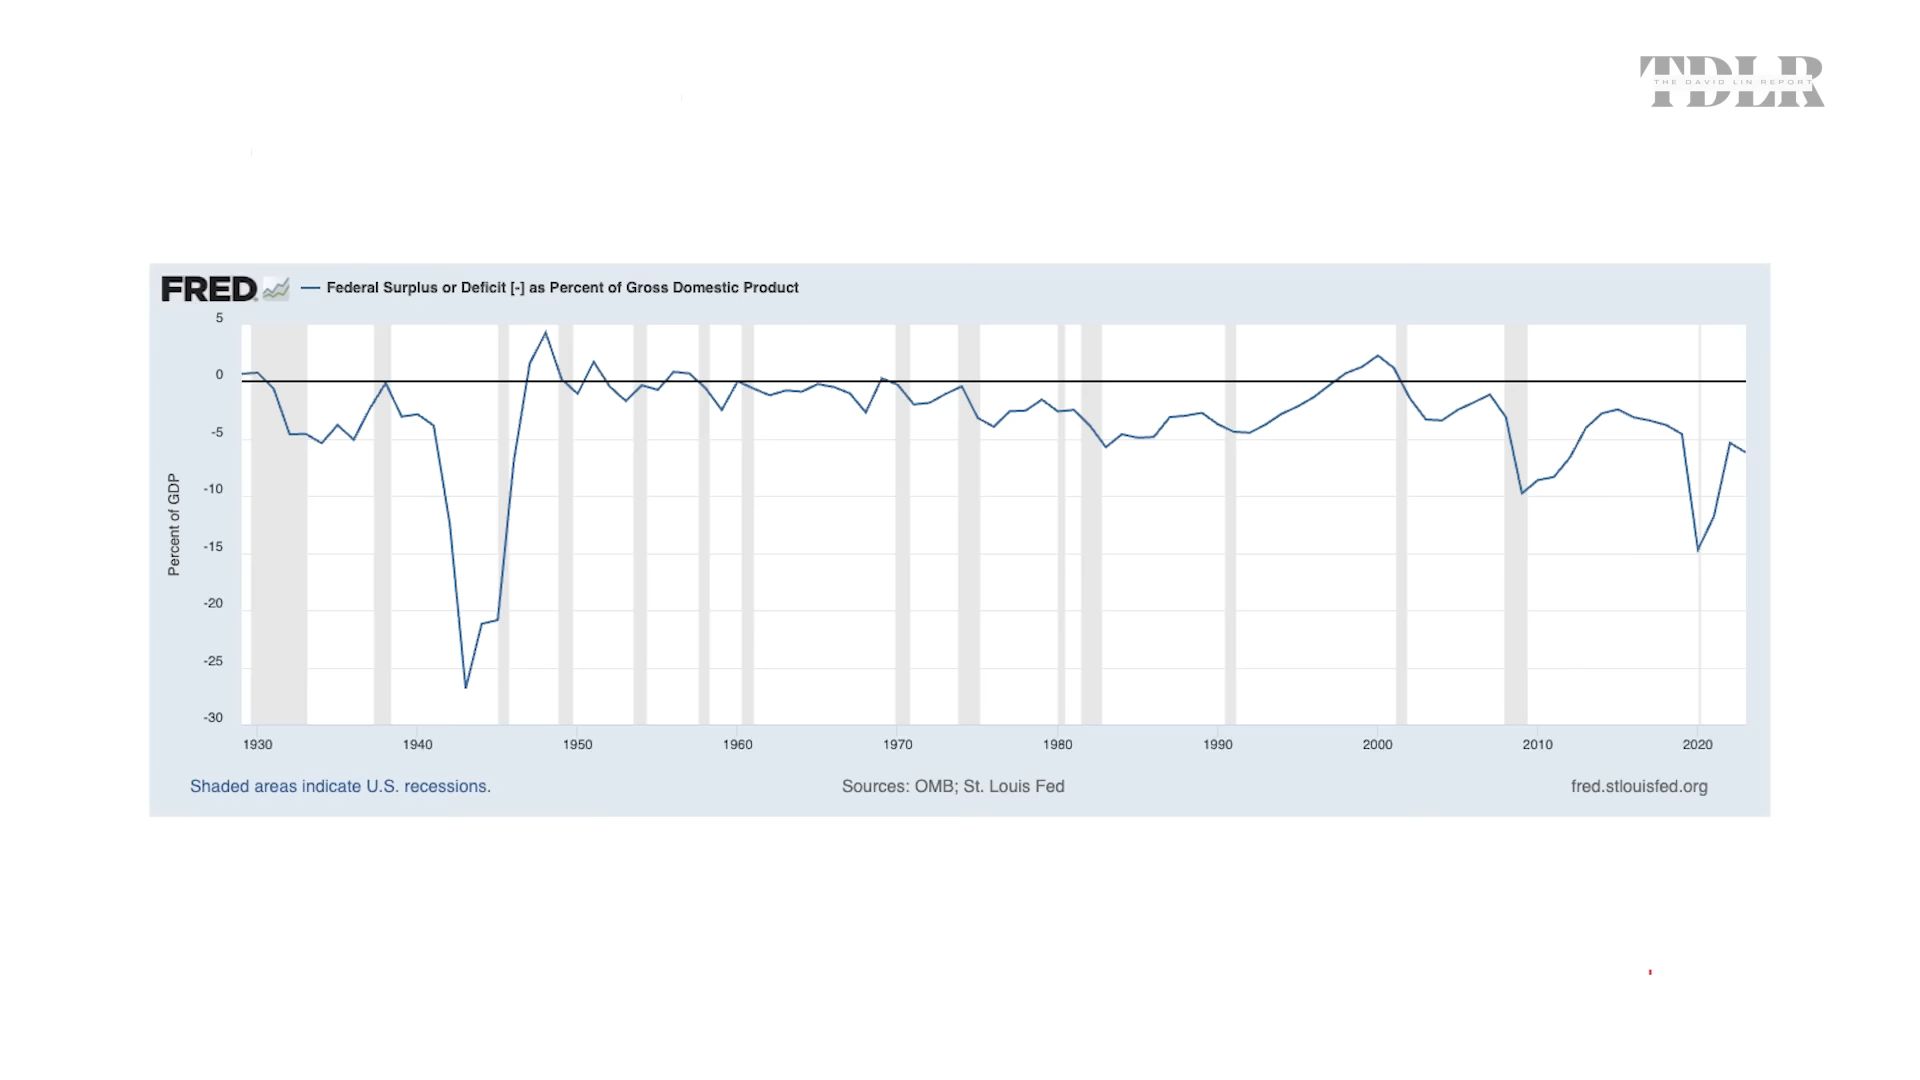 TDLR
THE DAVID LIN REPORT
FRED
Federal Surplus or Deficit [-] as Percent of Gross Domestic Product
5
0
-5
-10
-15
-20
-25
-30
Percent of GDP
1930 1940 1950 1960 1970 1980 1990 2000 2010 2020
Shaded areas indicate U.S. recessions. Sources: OMB; St. Louis Fed fred.stlouisfed.org